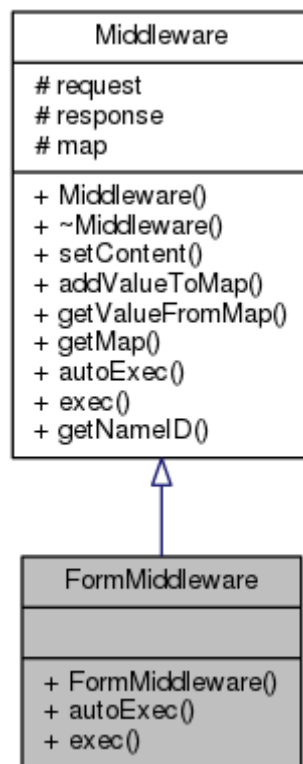 Middleware
# request
# response
# map
+ Middleware()
+ ~Middleware()
+ setContent()
+ addValueToMap()
+ getValueFromMap()
+ getMap()
+ autoExec()
+ exec()
+ getNameID()
FormMiddleware
+ FormMiddleware()
+ autoExec()
+ exec()